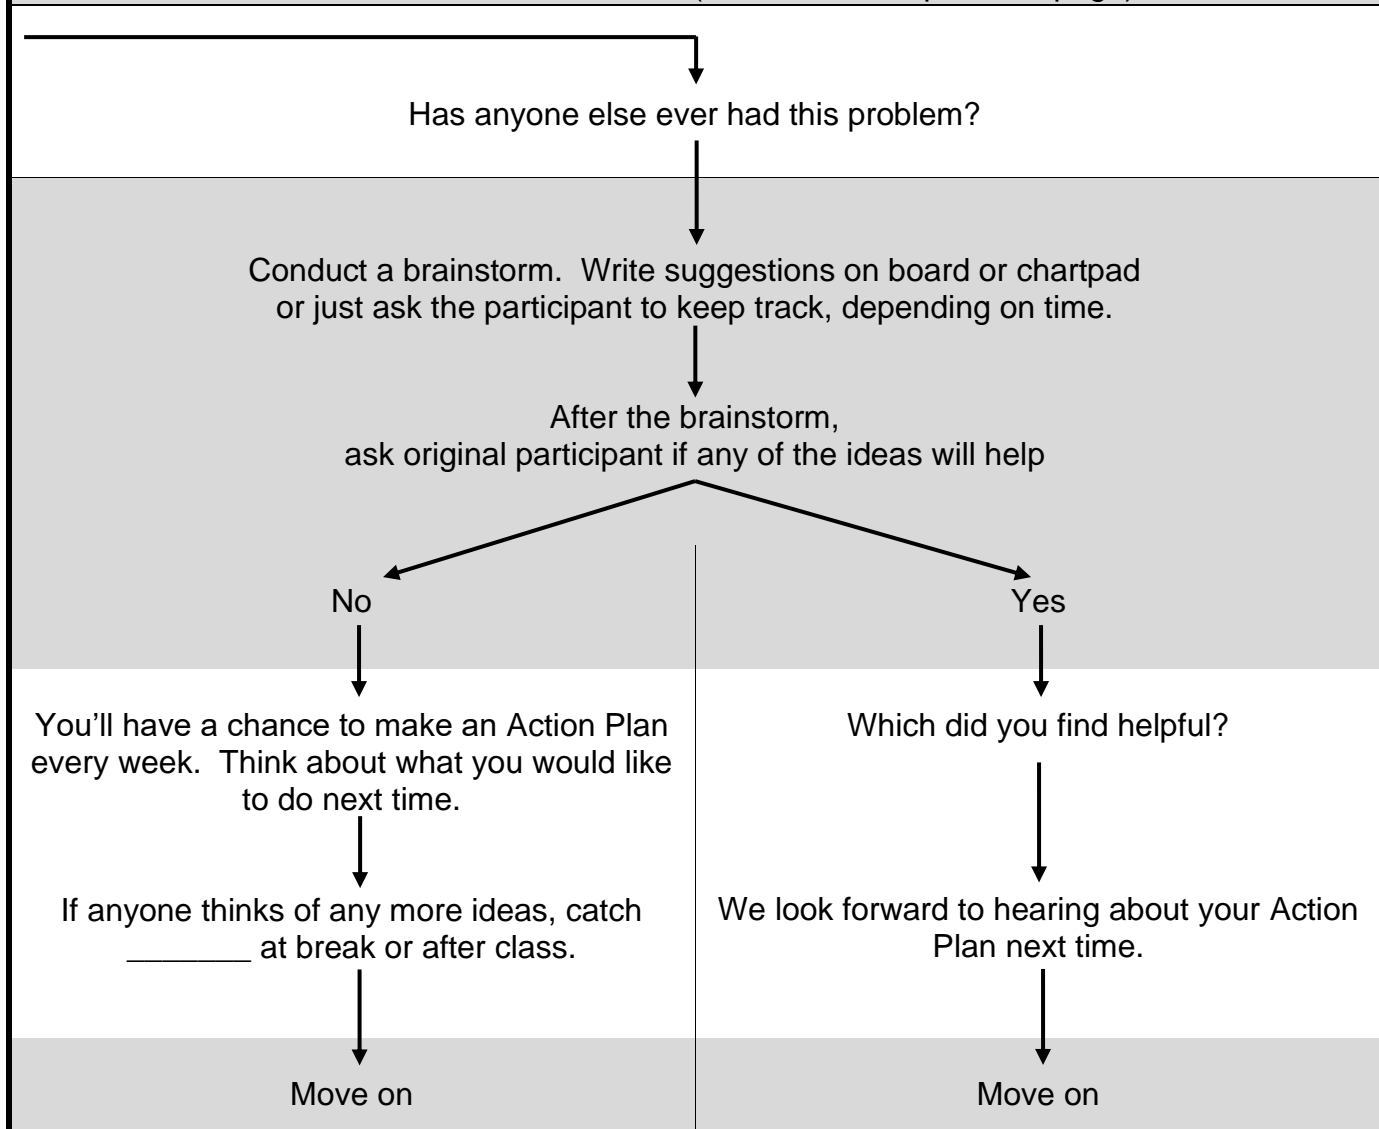 Has anyone else ever had this problem?
Conduct a brainstorm.  Write suggestions on board or chartpad
or just ask the participant to keep track, depending on time.
After the brainstorm,
ask original participant if any of the ideas will help
No
Yes
You’ll have a chance to make an Action Plan
every week.  Think about what you would like
to do next time.
Which did you find helpful?
If anyone thinks of any more ideas, catch
_______ at break or after class.
We look forward to hearing about your Action
Plan next time.
Move on
Move on